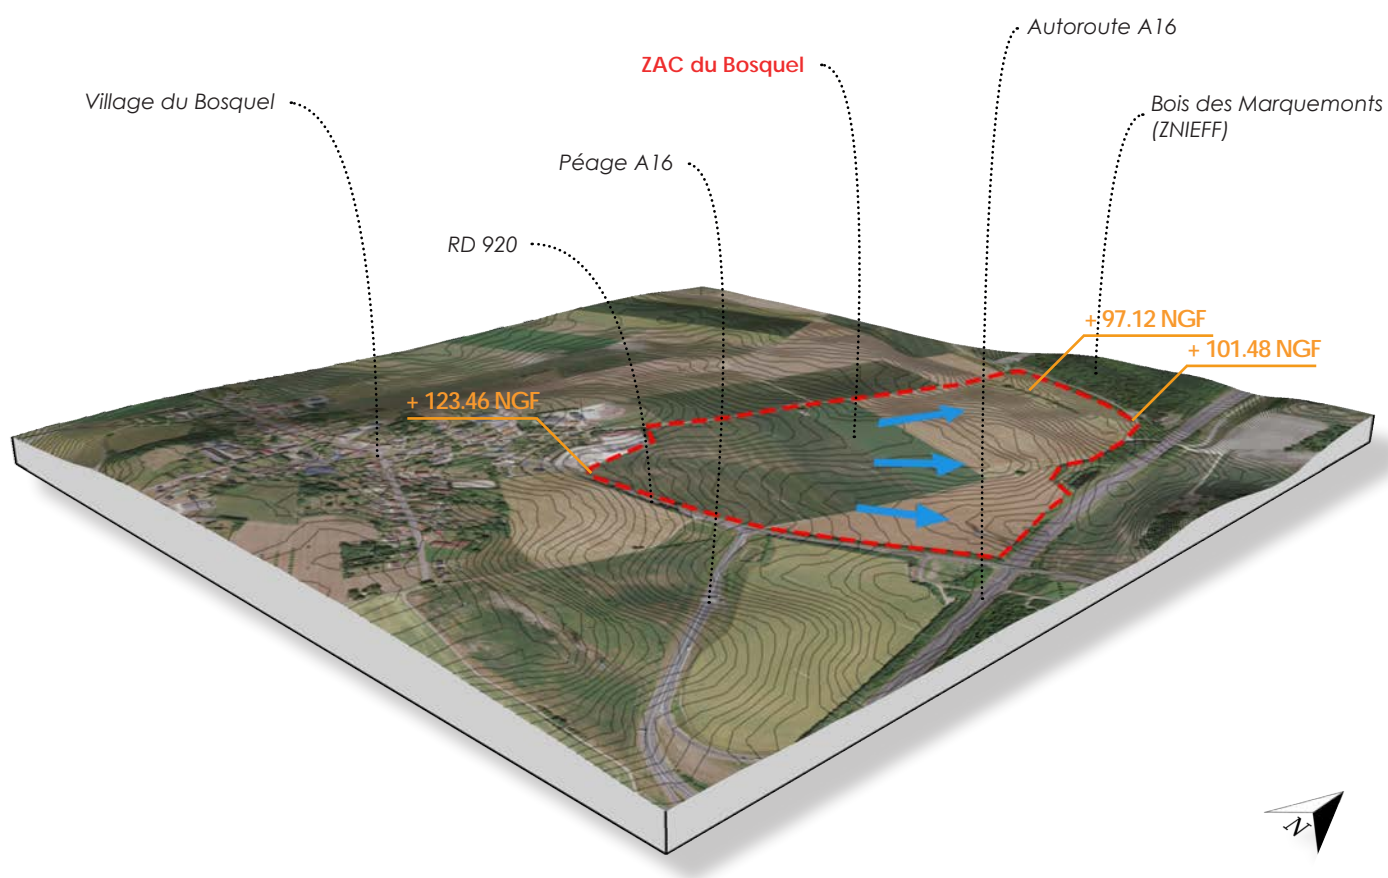 Autoroute A16
ZAC du Bosquel
Village du Bosquel
Bois des Marquemonts
(ZNIEFF)
Péage A16
RD 920
+ 97.12 NGF
+ 101.48 NGF
+ 123.46 NGF
N